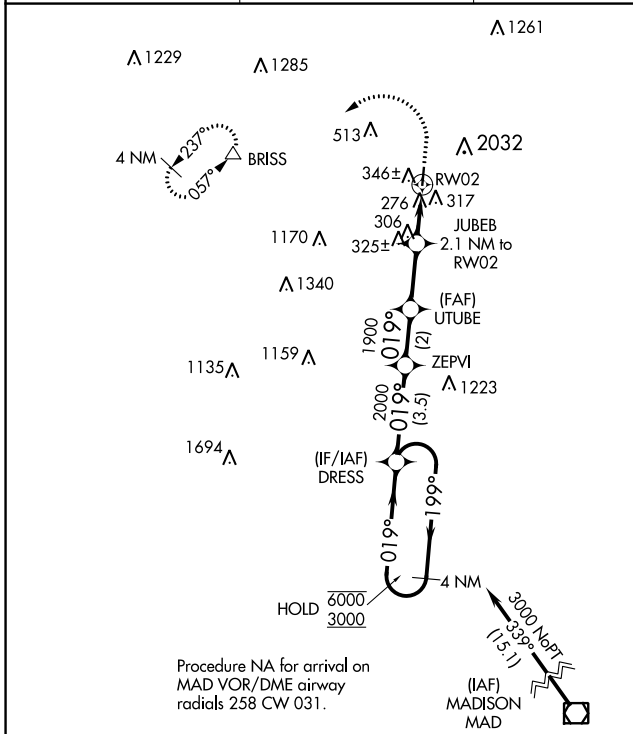 1261
1229
1285
513
2032
4 NM
237°
057°
BRISS
346±
RW02
276
317
306
JUBEB
2.1 NM to
RW02
325±
1170
1340
(FAF)
UTUBE
1900
019°
(2)
1159
1135
ZEPVI
1223
2000
019°
(3.5)
1694
(IF/IAF)
DRESS
019°
199°
4 NM
HOLD
6000
3000
3000 NoPT
339°
(15.1)
Procedure NA for arrival on
MAD VOR/DME airway
radials 258 CW 031.
(IAF)
MADISON
MAD